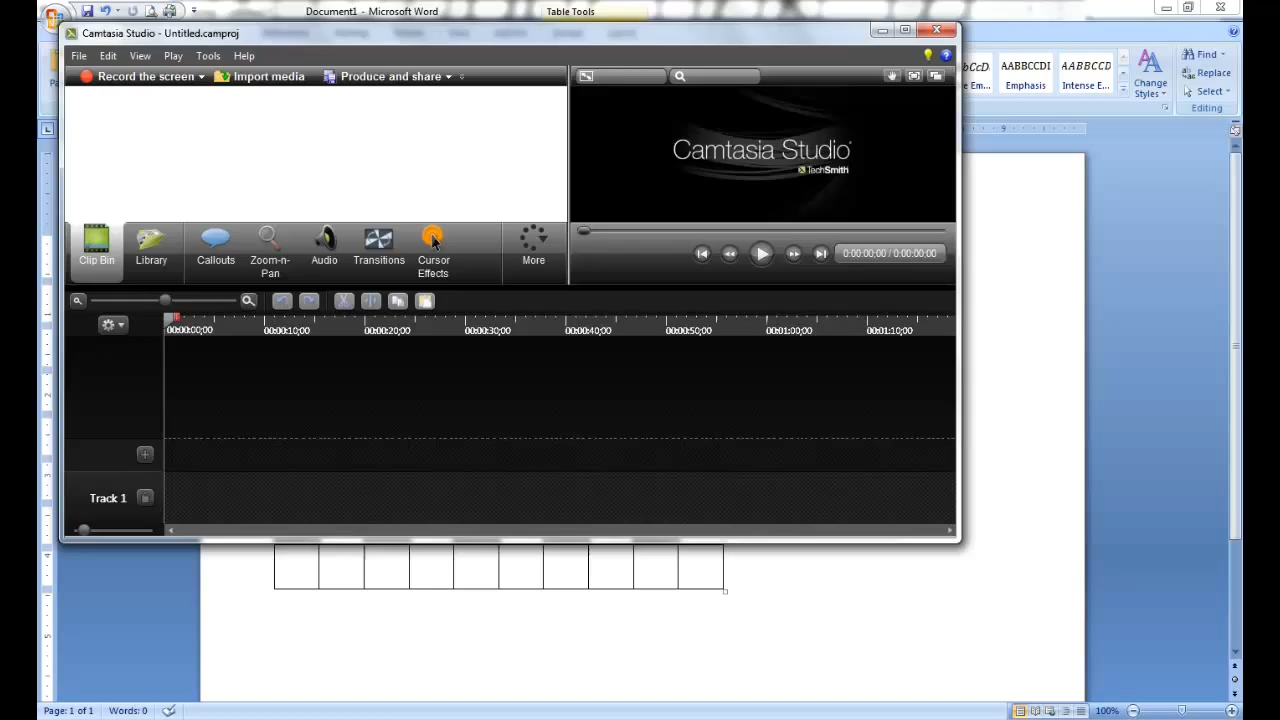 Document1 - Microsoft Word
Table Tools
Camtasia Studio - Untitled.camproj
File Edit View Play Tools Help
Record the screen Import media Produce and share
Camtasia Studio
TechSmith
Clip Bin Library Callouts Zoom-n-Pan Audio Transitions Cursor Effects More
0:00:00;00 / 0:00:00;00
00:00:00;00 00:00:10;00 00:00:20;00 00:00:30;00 00:00:40;00 00:00:50;00 00:01:00;00 00:01:10;00
Track 1
AABBCCDI AABBCCD
Em... Emphasis Intense E...
Change Styles
Find
Replace
Select
Editing
9
Page: 1 of 1 Words: 0 100%